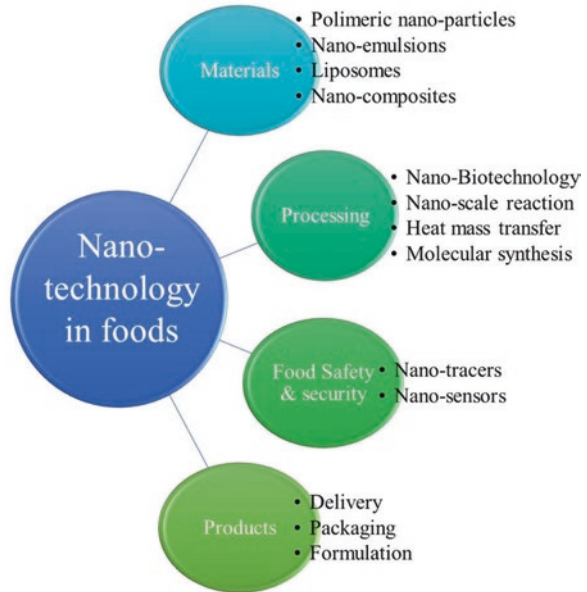 Nano-
technology
in foods
Materials
• Polimeric nano-particles
• Nano-emulsions
• Liposomes
• Nano-composites
Processing
• Nano-Biotechnology
• Nano-scale reaction
• Heat mass transfer
• Molecular synthesis
Food Safety
& security
• Nano-tracers
• Nano-sensors
Products
• Delivery
• Packaging
• Formulation